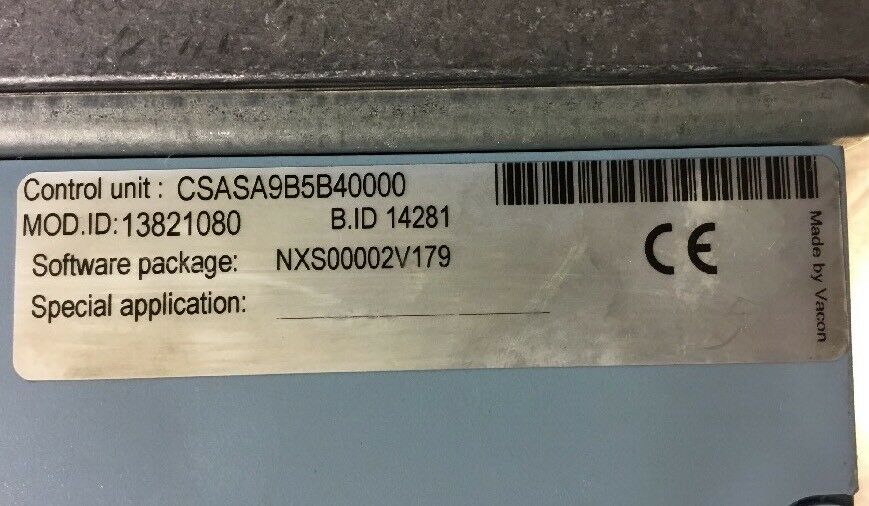 Control unit : CSASA9B5B40000
MOD.ID:13821080 B.ID 14281
Software package: NXS00002V179
Special application:
CE
Made by Vacon